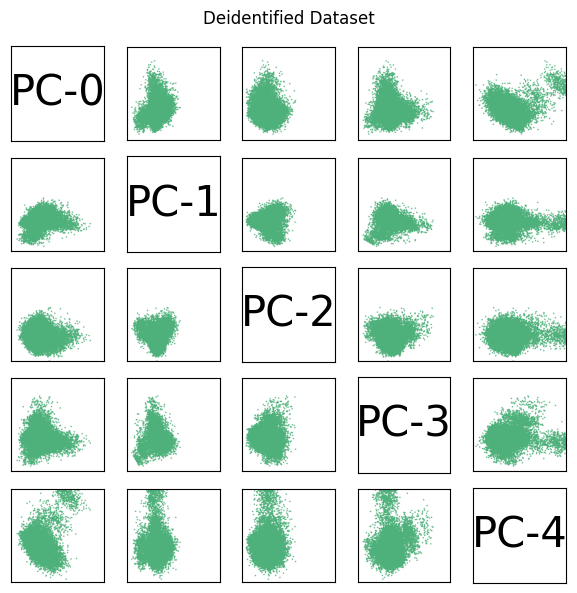 Deidentified Dataset
PC-0
PC-1
PC-2
PC-3
PC-4